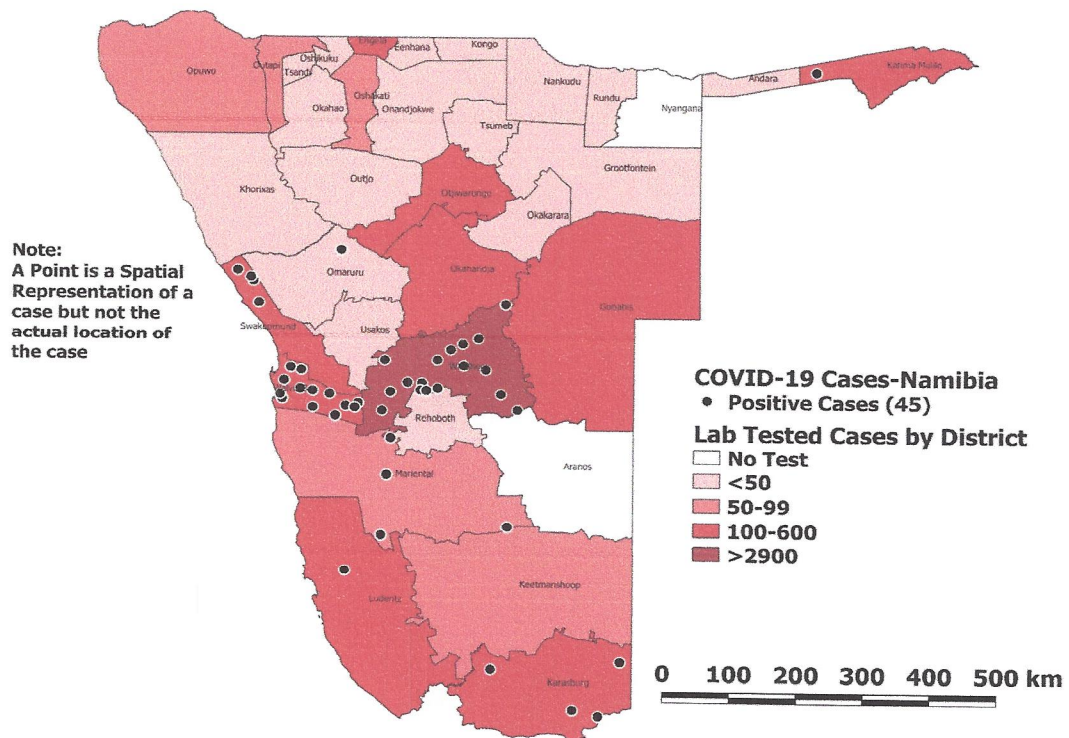 Engela
Eenhana
Kongo
Oshikuku
Outapi
Tsandi
Opuwo
Oshakati
Okahao
Onandjokwe
Nankudu
Rundu
Nyangana
Andara
Katima Mulilo
Tsumeb
Grootfontein
Khorixas
Outjo
Otjiwarongo
Okakarara
Note:
A Point is a Spatial
Representation of a
case but not the
actual location of
the case
Omaruru
Okahandja
Gobabis
Swakopmund
Usakos
Rehoboth
Aranos
Mariental
COVID-19 Cases-Namibia
Positive Cases (45)
Lab Tested Cases by District
No Test
<50
50-99
100-600
>2900
Keetmanshoop
Luderitz
Karasburg
0 100 200 300 400 500 km